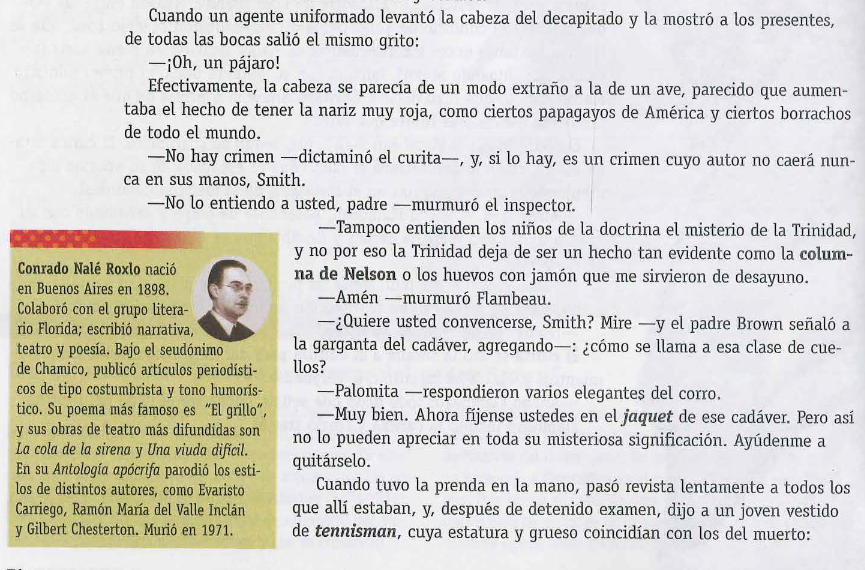 Cuando un agente uniformado levantó la cabeza del decapitado y la mostró a los presentes,
de todas las bocas salió el mismo grito:
—¡Oh, un pájaro!
Efectivamente, la cabeza se parecía de un modo extraño a la de un ave, parecido que aumen-
taba el hecho de tener la nariz muy roja, como ciertos papagayos de América y ciertos borrachos
de todo el mundo.
—No hay crimen —dictaminó el curita—, y, si lo hay, es un crimen cuyo autor no caerá nun-
ca en sus manos, Smith.
—No lo entiendo a usted, padre —murmuró el inspector.
—Tampoco entienden los niños de la doctrina el misterio de la Trinidad,
y no por eso la Trinidad deja de ser un hecho tan evidente como la colum-
na de Nelson o los huevos con jamón que me sirvieron de desayuno.
—Amén —murmuró Flambeau.
—¿Quiere usted convencerse, Smith? Mire —y el padre Brown señaló a
la garganta del cadáver, agregando—: ¿cómo se llama a esa clase de cue-
llos?
—Palomita —respondieron varios elegantes del corro.
—Muy bien. Ahora fíjense ustedes en el jaquet de ese cadáver. Pero así
no lo pueden apreciar en toda su misteriosa significación. Ayúdenme a
quitárselo.
Cuando tuvo la prenda en la mano, pasó revista lentamente a todos los
que allí estaban, y, después de detenido examen, dijo a un joven vestido
de tennisman, cuya estatura y grueso coincidían con los del muerto:
Conrado Nalé Roxlo nació
en Buenos Aires en 1898.
Colaboró con el grupo litera-
rio Florida; escribió narrativa,
teatro y poesía. Bajo el seudónimo
de Chamico, publicó artículos periodísti-
cos de tipo costumbrista y tono humorís-
tico. Su poema más famoso es "El grillo",
y sus obras de teatro más difundidas son
La cola de la sirena y Una viuda difícil.
En su Antología apócrifa parodió los esti-
los de distintos autores, como Evaristo
Carriego, Ramón María del Valle Inclán
y Gilbert Chesterton. Murió en 1971.